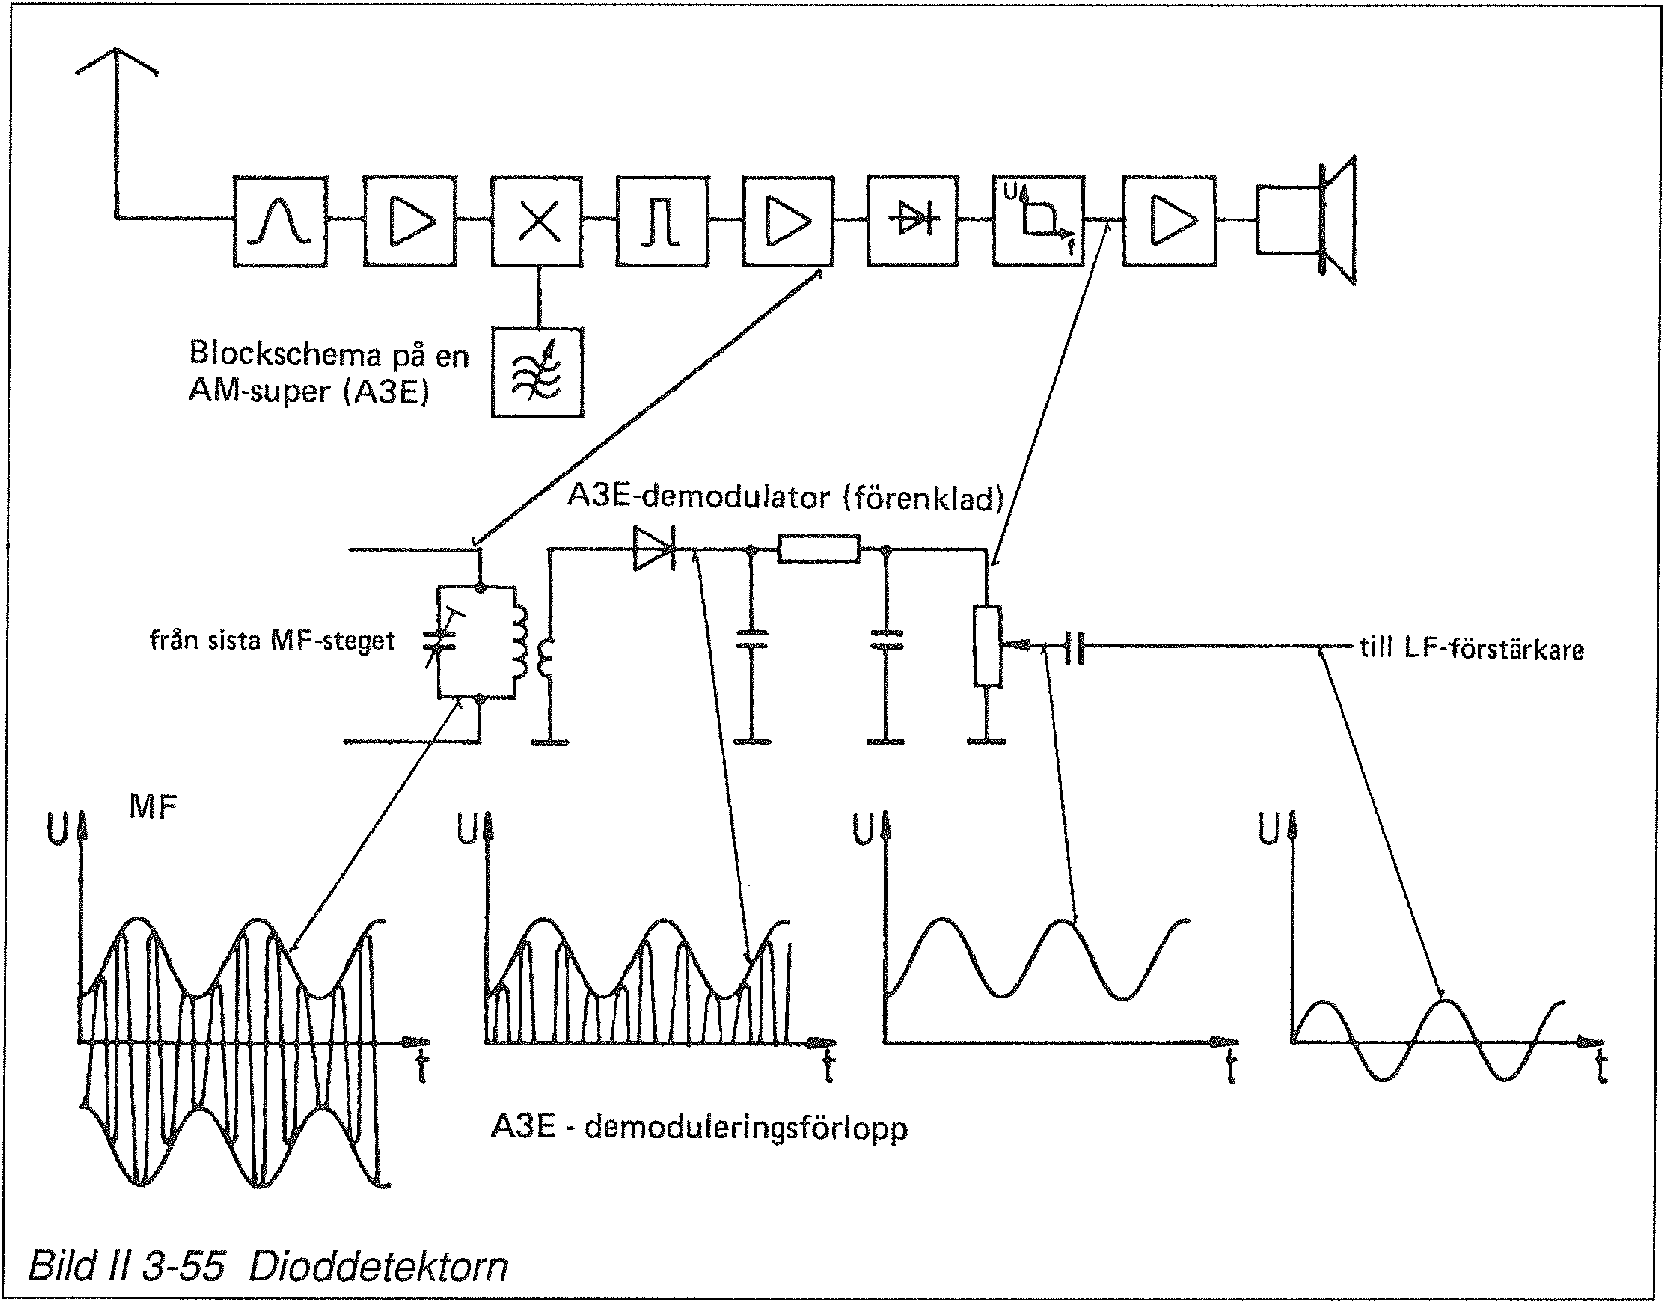 U
f
Blockschema på en
AM-super (A3E)
A3E-demodulator (förenklad)
från sista MF-steget
till LF-förstärkare
MF
U
U
U
U
t
t
t
t
A3E - demoduleringsförlopp
Bild II 3-55 Dioddetektorn